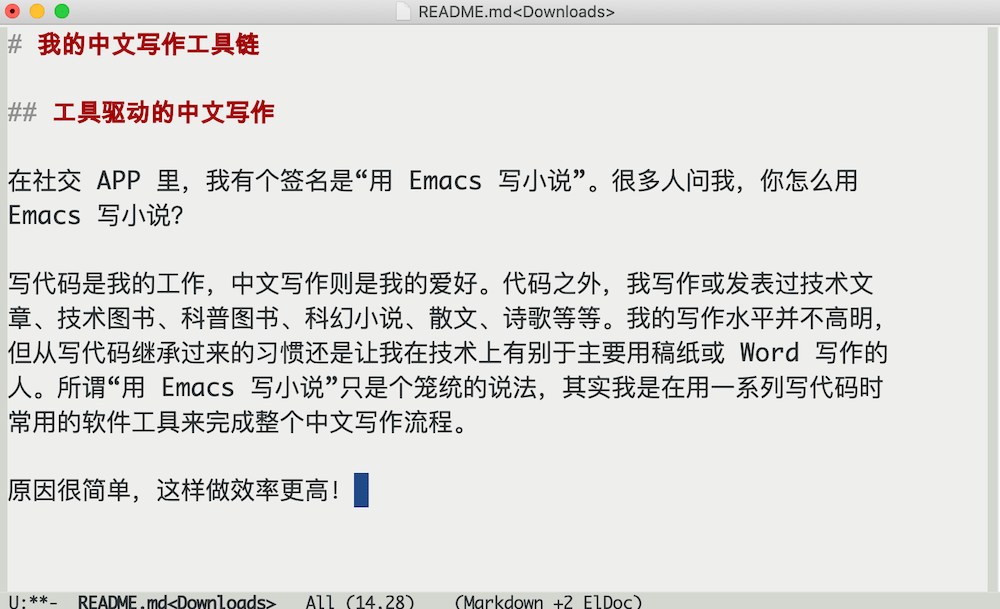 README.md<Downloads>
# 我的中文写作工具链
## 工具驱动的中文写作
在社交 APP 里，我有个签名是“用 Emacs 写小说”。很多人问我，你怎么用
Emacs 写小说？
写代码是我的工作，中文写作则是我的爱好。代码之外，我写作或发表过技术文
章、技术图书、科普图书、科幻小说、散文、诗歌等等。我的写作水平并不高明，
但从写代码继承过来的习惯还是让我在技术上有别于主要用稿纸或 Word 写作的
人。所谓“用 Emacs 写小说”只是个笼统的说法，其实我是在用一系列写代码时
常用的软件工具来完成整个中文写作流程。
原因很简单，这样做效率更高！
U:**-  README.md<Downloads>   All (14,28)    (Markdown +2 ElDoc)